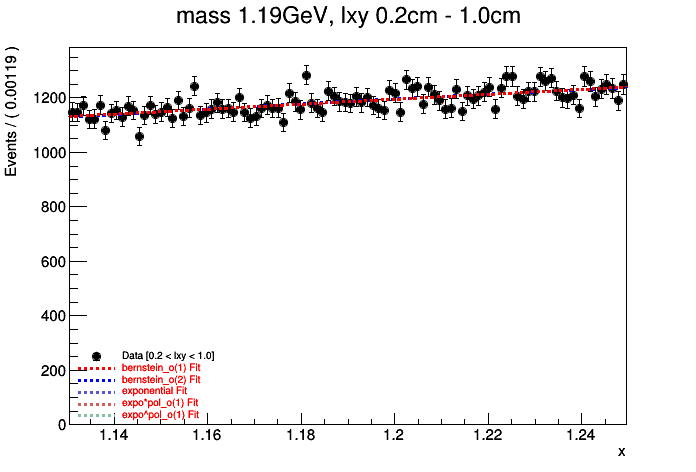 mass 1.19GeV, lxy 0.2cm - 1.0cm
Events / ( 0.00119 )
1200
1000
800
600
400
200
0
Data [0.2 < lxy < 1.0]
bernstein_o(1) Fit
bernstein_o(2) Fit
exponential Fit
expo*pol_o(1) Fit
expo^pol_o(1) Fit
1.14 1.16 1.18 1.2 1.22 1.24
x